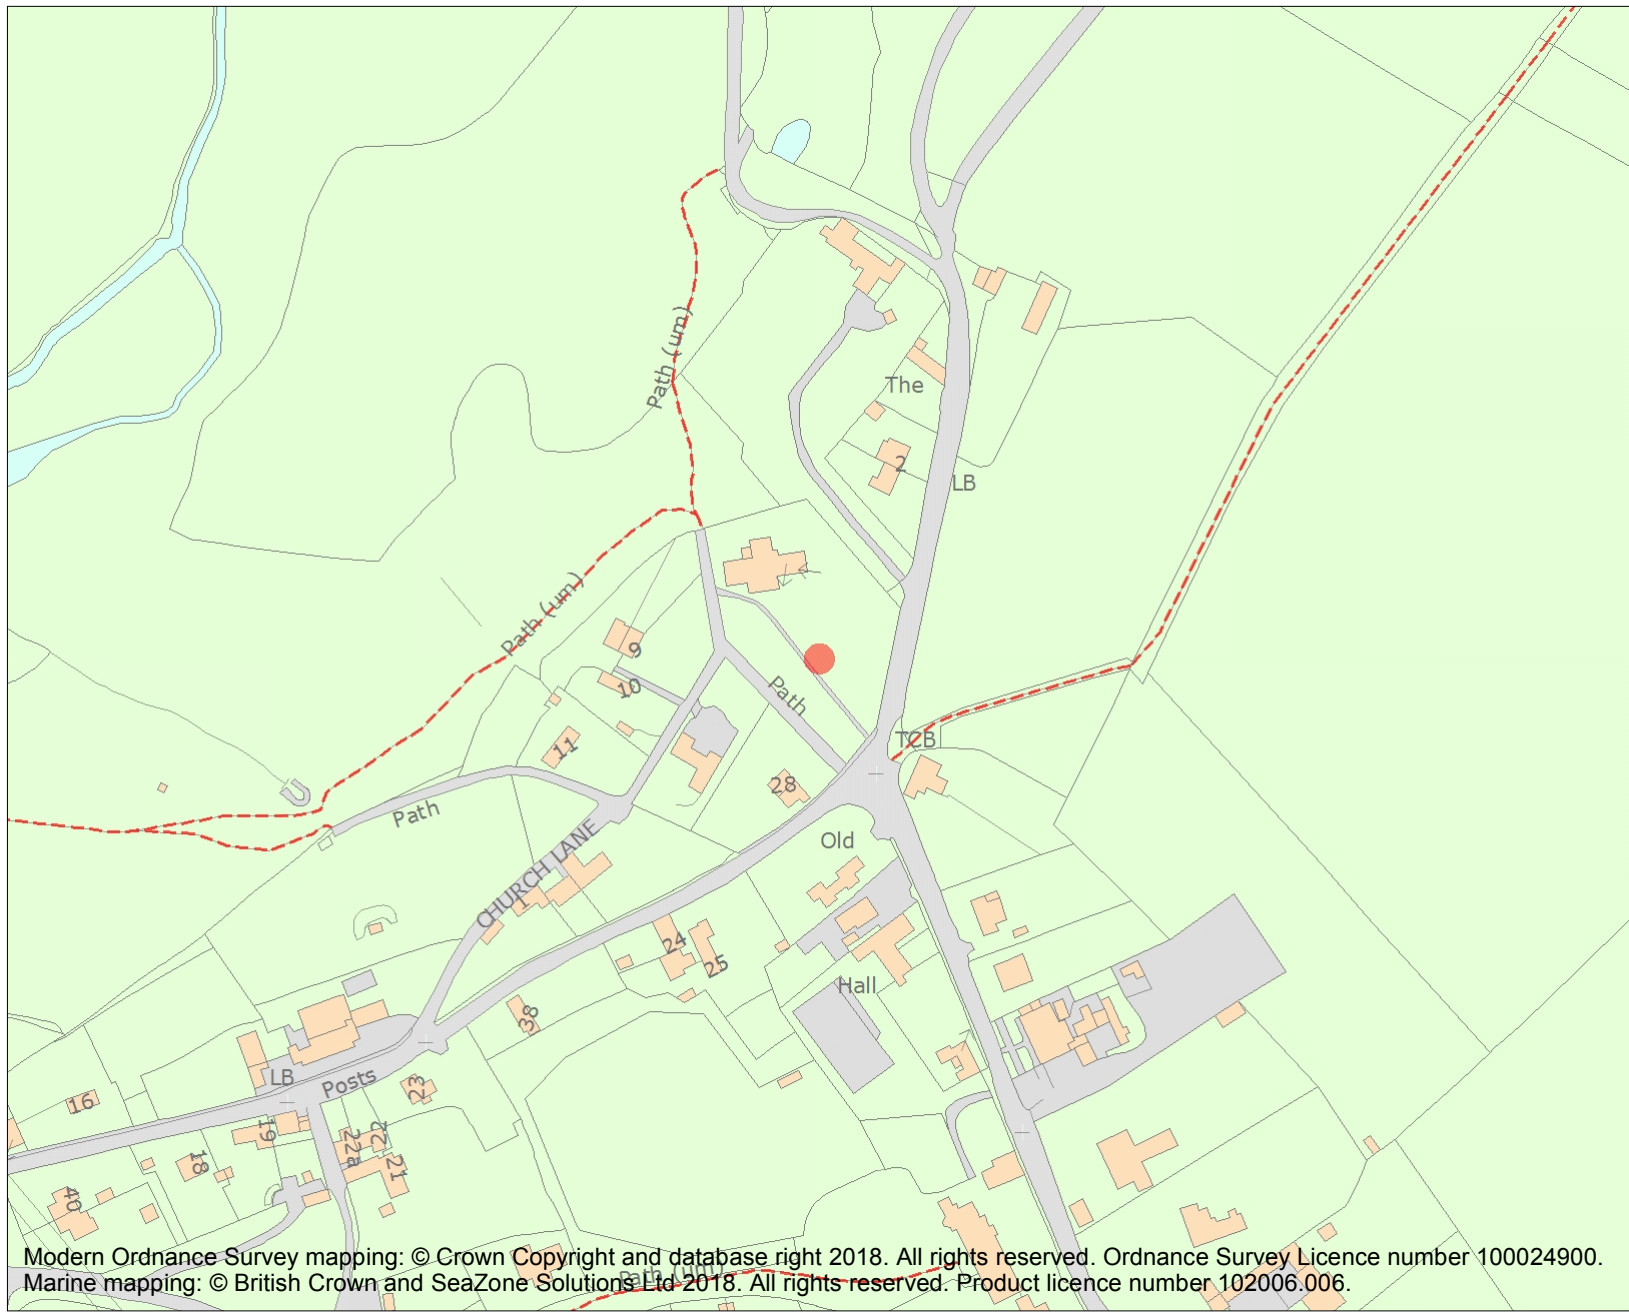 Path (um)
The
2
LB
Path (um)
9
10
Path
11
TCB
28
Path
Old
CHURCH LANE
1
24
25
Hall
38
LB
Posts
23
16
19
22a
22
21
18
40
Path (um)
Modern Ordnance Survey mapping: © Crown Copyright and database right 2018. All rights reserved. Ordnance Survey Licence number 100024900.
Marine mapping: © British Crown and SeaZone Solutions Ltd 2018. All rights reserved. Product licence number 102006.006.